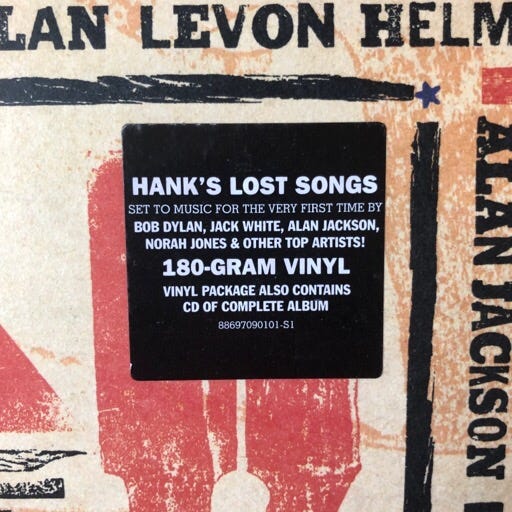 LAN LEVON HELM
HANK'S LOST SONGS
SET TO MUSIC FOR THE VERY FIRST TIME BY
BOB DYLAN, JACK WHITE, ALAN JACKSON,
NORAH JONES & OTHER TOP ARTISTS!
180-GRAM VINYL
VINYL PACKAGE ALSO CONTAINS
CD OF COMPLETE ALBUM
88697090101-S1
ALAN JACKSON